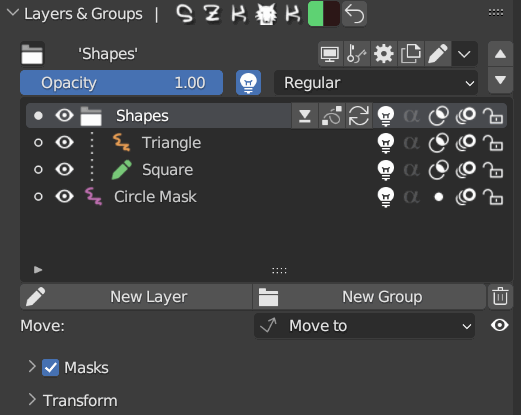 Layers & Groups |
'Shapes'
Opacity 1.00 Regular
Shapes
Triangle
Square
Circle Mask
New Layer New Group
Move: Move to
Masks
Transform